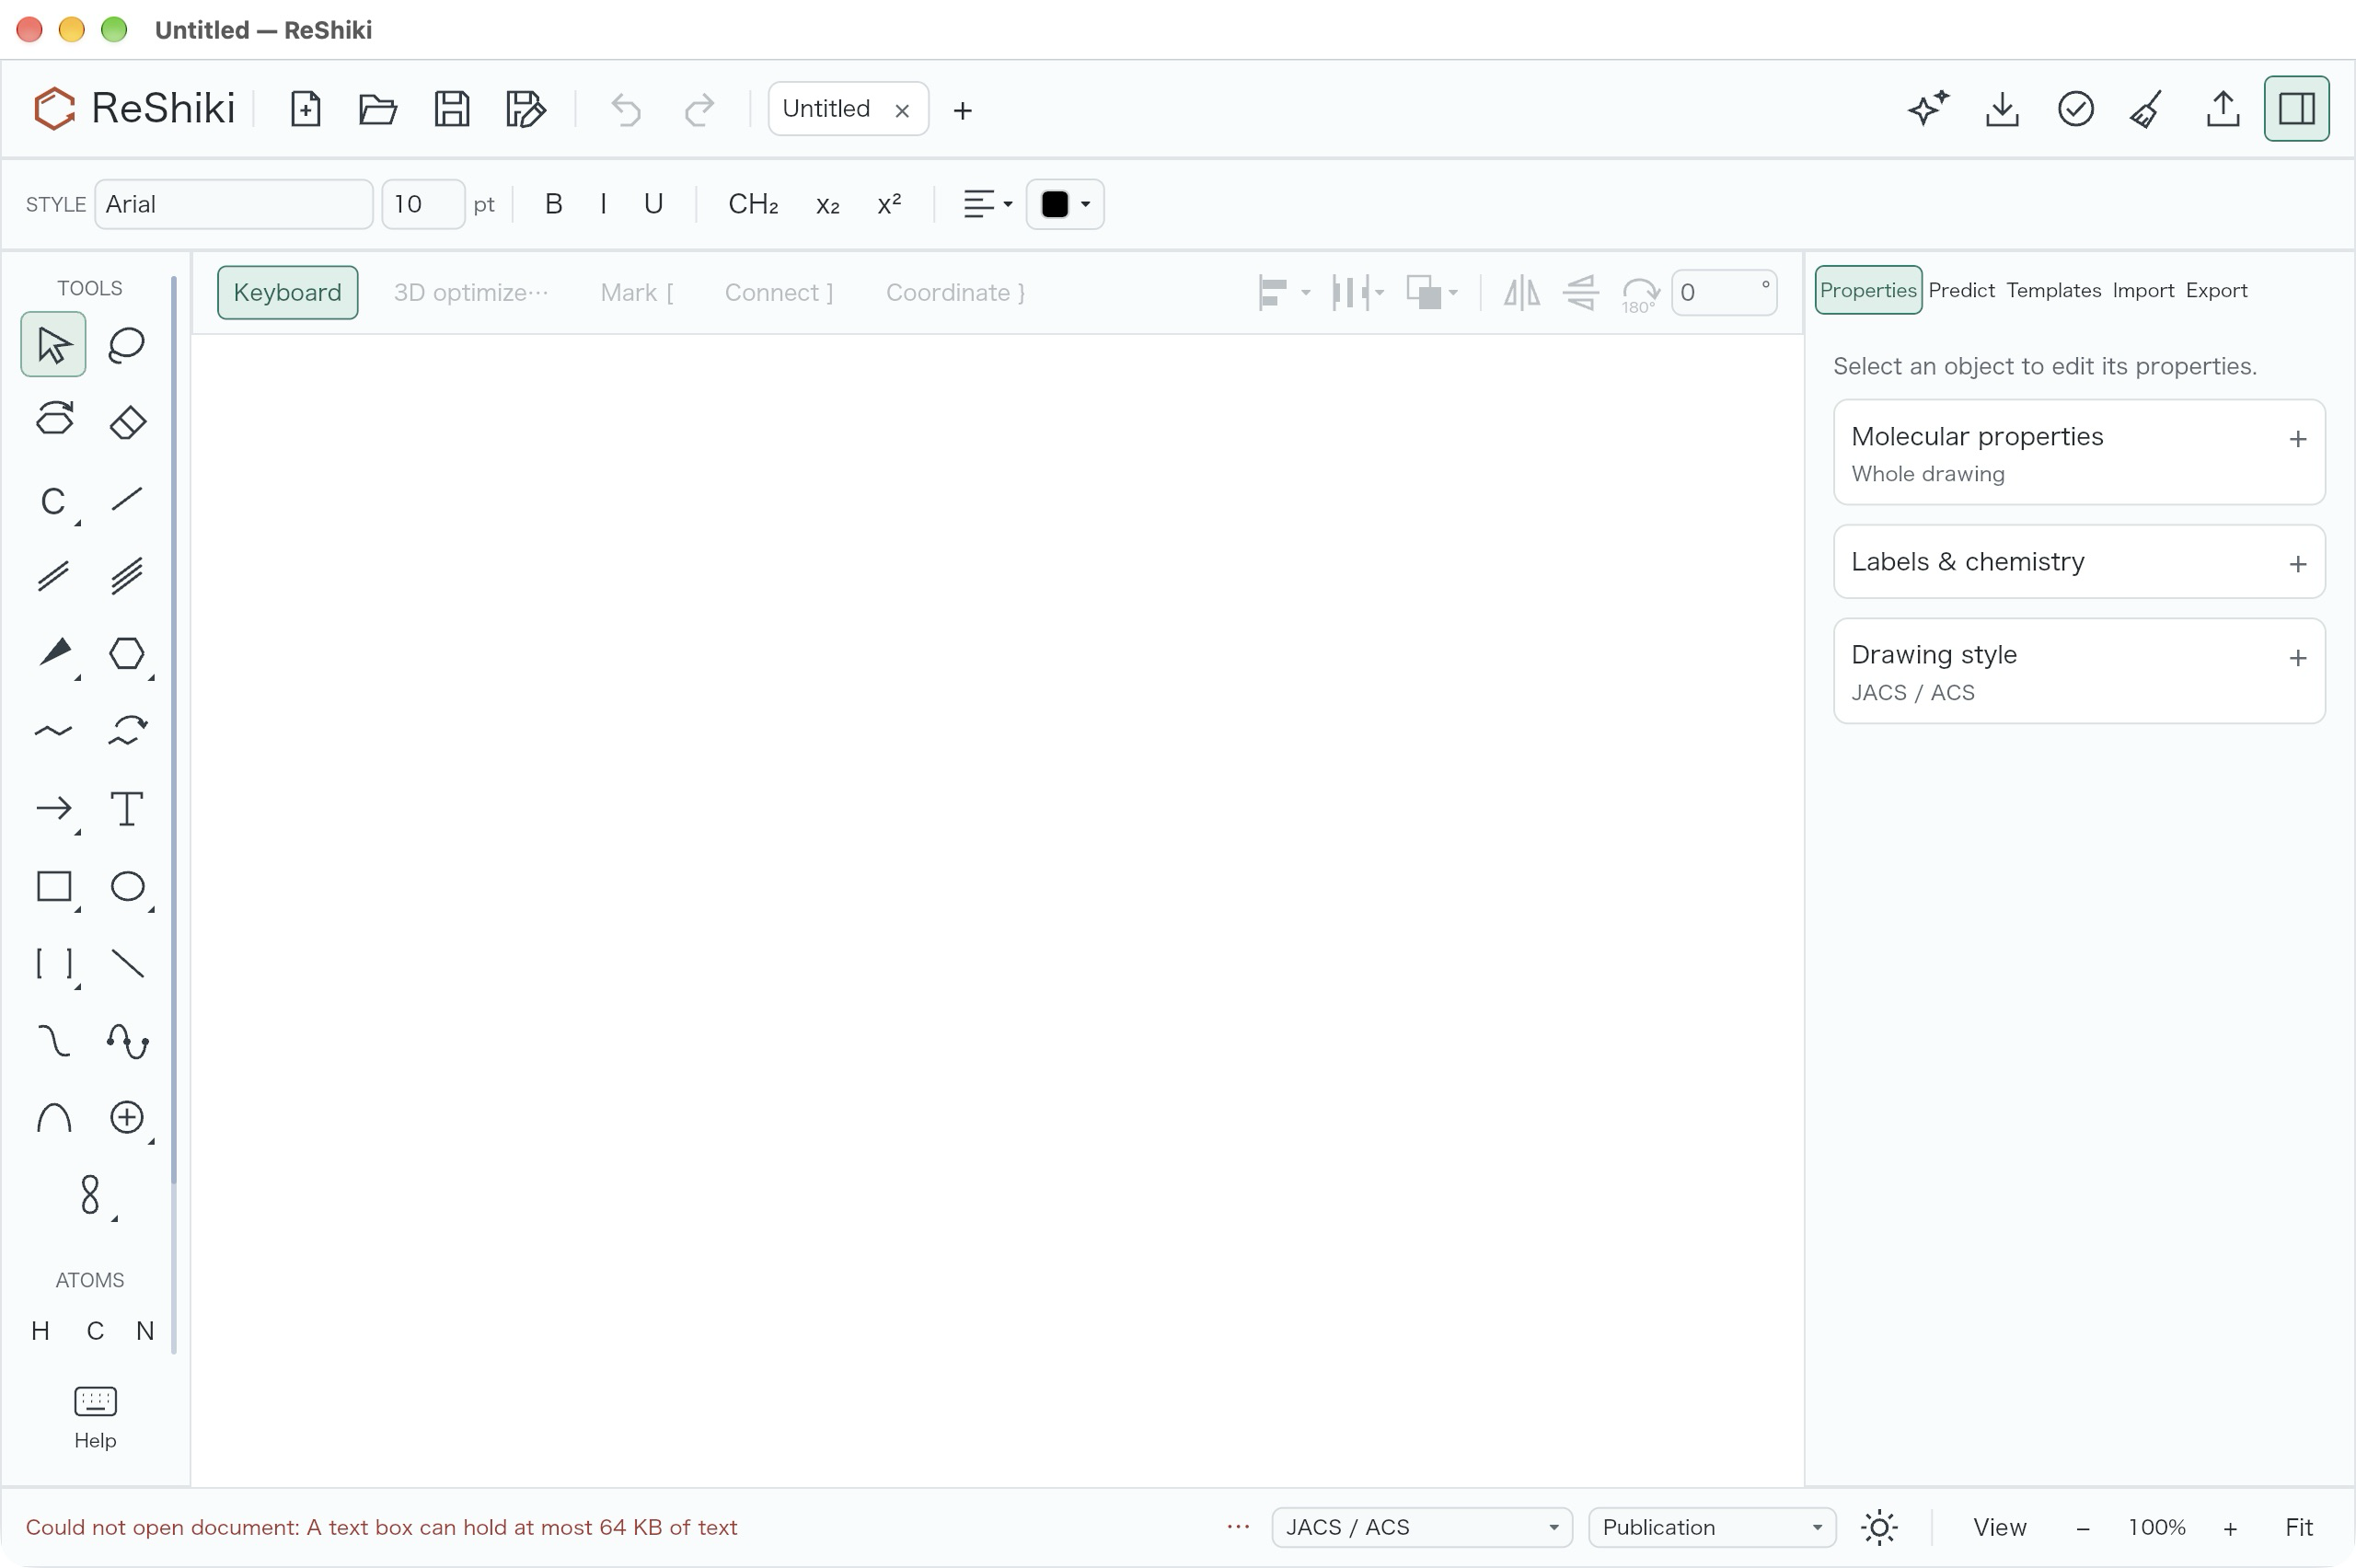 Untitled — ReShiki
ReShiki
Untitled × +
STYLE Arial 10 pt B I U CH₂ x₂ x²
TOOLS
Keyboard 3D optimize··· Mark [ Connect ] Coordinate } 180° 0 °
Properties Predict Templates Import Export
Select an object to edit its properties.
Molecular properties +
Whole drawing
Labels & chemistry +
Drawing style +
JACS / ACS
C
T
[ ]
ATOMS
H C N
Help
Could not open document: A text box can hold at most 64 KB of text
··· JACS / ACS Publication View − 100% + Fit